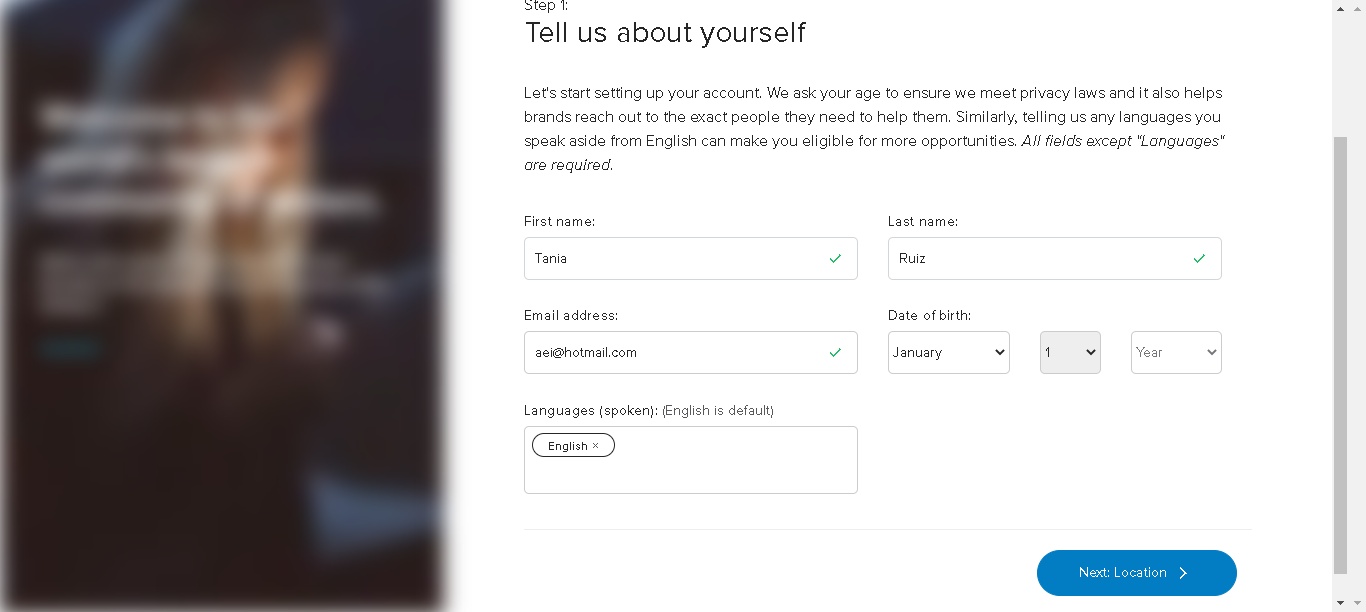 Step 1:
Tell us about yourself
Let's start setting up your account. We ask your age to ensure we meet privacy laws and it also helps
brands reach out to the exact people they need to help them. Similarly, telling us any languages you
speak aside from English can make you eligible for more opportunities. All fields except "Languages"
are required.
First name:
Last name:
Tania
Ruiz
Email address:
Date of birth:
aei@hotmail.com
January
1
Year
Languages (spoken): (English is default)
English ×
Next: Location